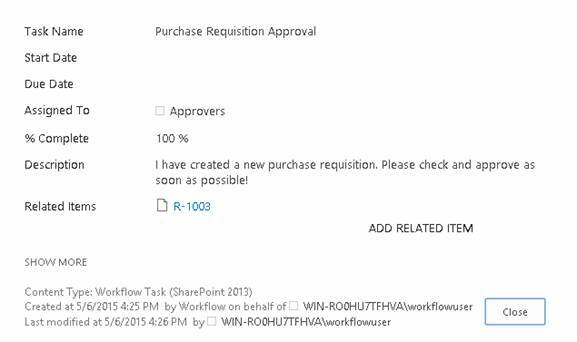 Task Name Purchase Requisition Approval
Start Date
Due Date
Assigned To Approvers
% Complete 100 %
Description I have created a new purchase requisition. Please check and approve as
soon as possible!
Related Items R-1003
ADD RELATED ITEM
SHOW MORE
Content Type: Workflow Task (SharePoint 2013)
Created at 5/6/2015 4:25 PM by Workflow on behalf of WIN-RO0HU7TFHVA\workflowuser
Last modified at 5/6/2015 4:26 PM by WIN-RO0HU7TFHVA\workflowuser
Close